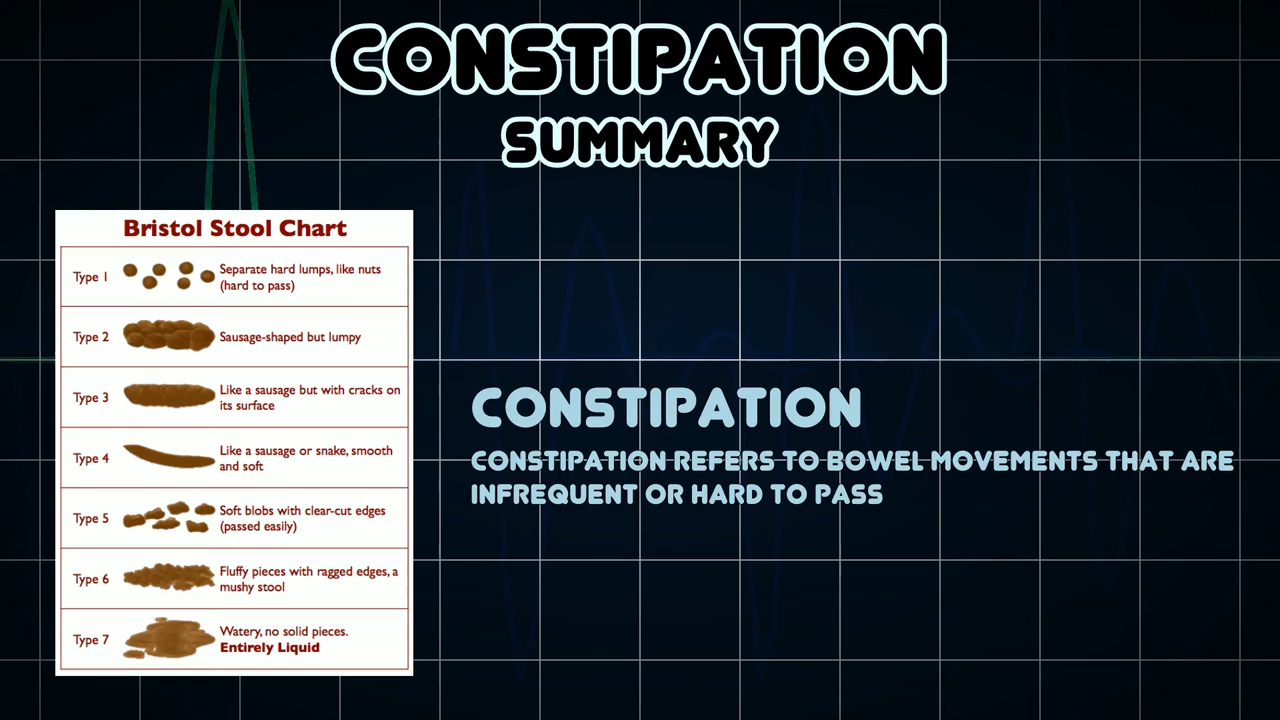 CONSTIPATION
SUMMARY
Bristol Stool Chart
Type 1
Separate hard lumps, like nuts
(hard to pass)
Type 2
Sausage-shaped but lumpy
Type 3
Like a sausage but with cracks on
its surface
Type 4
Like a sausage or snake, smooth
and soft
Type 5
Soft blobs with clear-cut edges
(passed easily)
Type 6
Fluffy pieces with ragged edges, a
mushy stool
Type 7
Watery, no solid pieces.
Entirely Liquid
CONSTIPATION
CONSTIPATION REFERS TO BOWEL MOVEMENTS THAT ARE
INFREQUENT OR HARD TO PASS